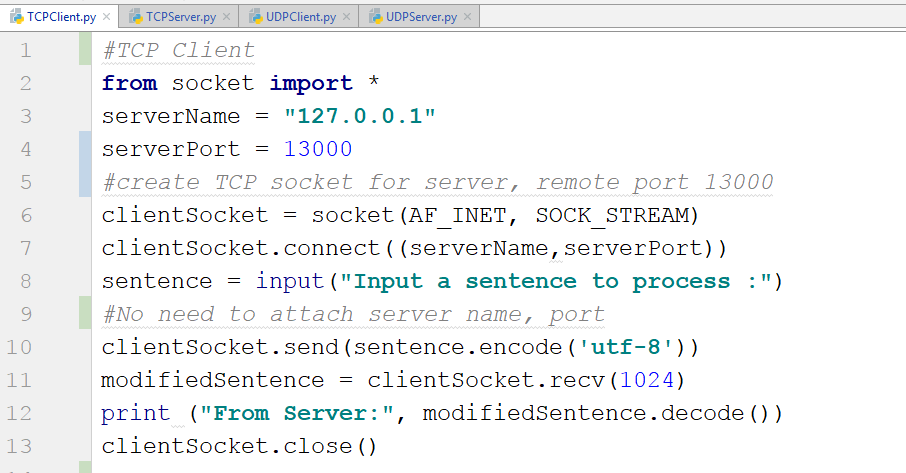 TCPClient.py TCPServer.py UDPClient.py UDPServer.py
1 #TCP Client
2 from socket import *
3 serverName = "127.0.0.1"
4 serverPort = 13000
5 #create TCP socket for server, remote port 13000
6 clientSocket = socket(AF_INET, SOCK_STREAM)
7 clientSocket.connect((serverName,serverPort))
8 sentence = input("Input a sentence to process :")
9 #No need to attach server name, port
10 clientSocket.send(sentence.encode('utf-8'))
11 modifiedSentence = clientSocket.recv(1024)
12 print ("From Server:", modifiedSentence.decode())
13 clientSocket.close()